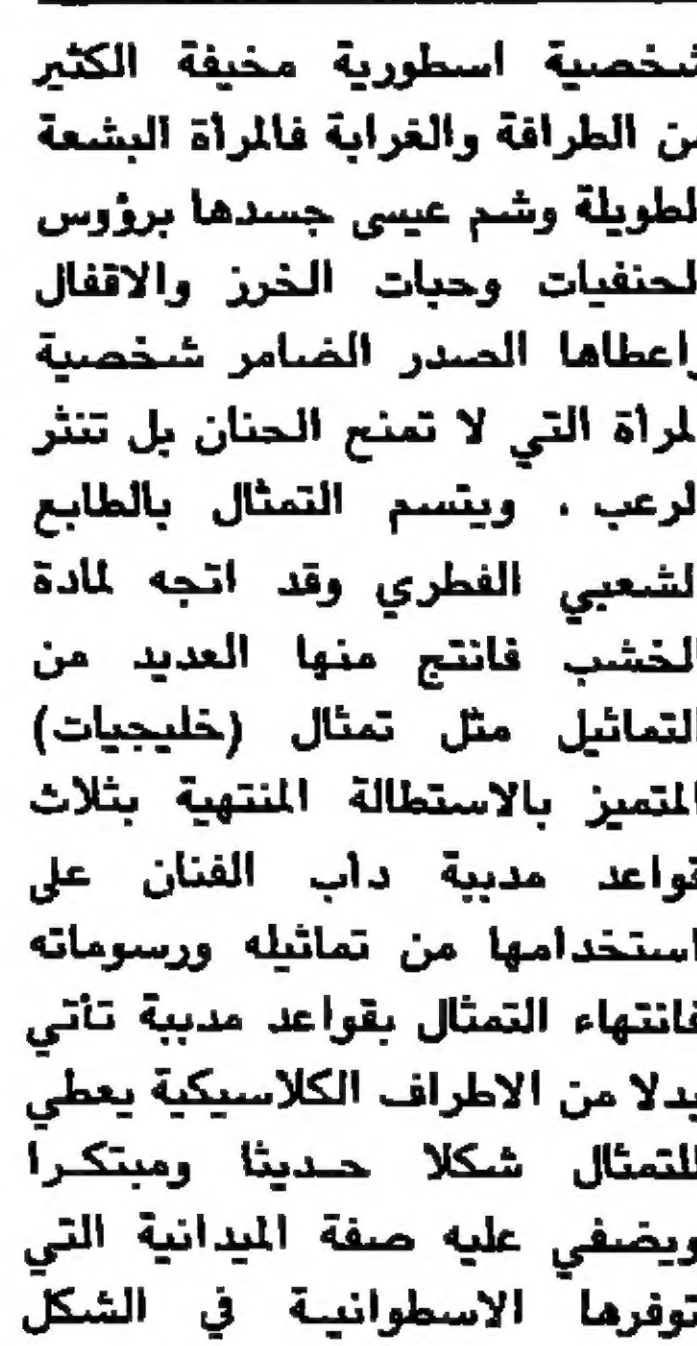 شخصية اسطورية مخيفة الكثير
من الطرافة والغرابة فالمرأة البشعة
الطويلة وشم عيسى جسدها برؤوس
الحنفيات وحبات الخرز والاقفال
واعطاها الصدر الضامر شخصية
المرأة التي لا تمنع الحنان بل تنثر
الرعب . ويتسم التمثال بالطابع
الشعبي الفطري وقد اتجه لمادة
الخشب فانتج منها العديد من
التماثيل مثل تمثال (خليجيات)
المتميز بالاستطالة المنتهية بثلاث
قواعد مدببة دأب الفنان على
استخدامها من تماثيله ورسوماته
فانتهاء التمثال بقواعد مدببة تأتي
بدلا من الاطراف الكلاسيكية يعطي
للتمثال شكلا حديثا ومبتكرا
ويضفي عليه صفة الميدانية التي
توفرها الاسطوانية في الشكل